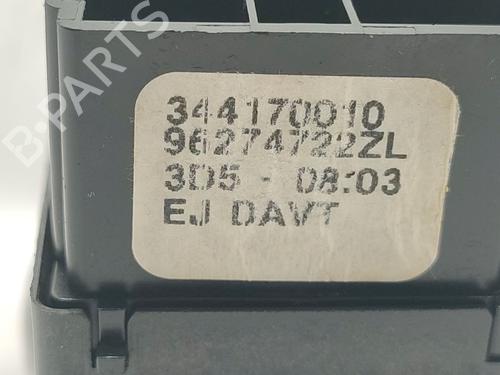 B-PARTS
344170010
96274722ZL
3D5 - 08:03
EJ DAVT